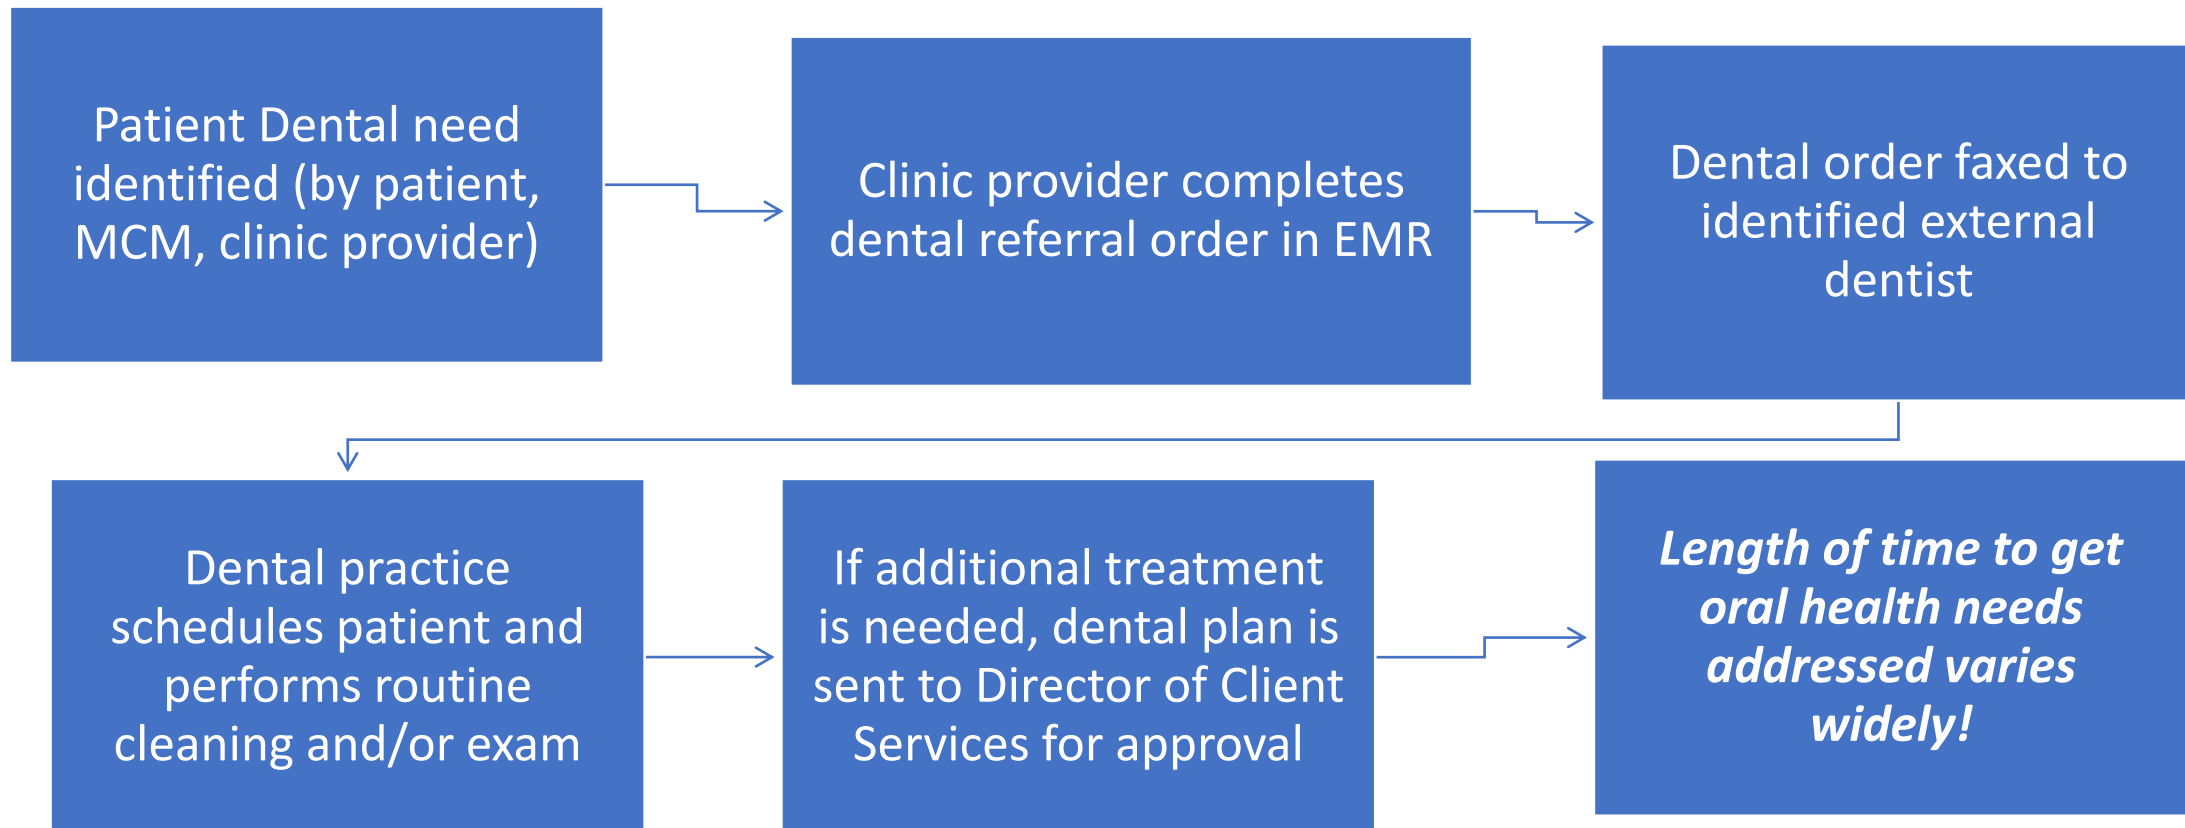 Patient Dental need
identified (by patient,
MCM, clinic provider)
Clinic provider completes
dental referral order in EMR
Dental order faxed to
identified external
dentist
Dental practice
schedules patient and
performs routine
cleaning and/or exam
If additional treatment
is needed, dental plan is
sent to Director of Client
Services for approval
Length of time to get
oral health needs
addressed varies
widely!